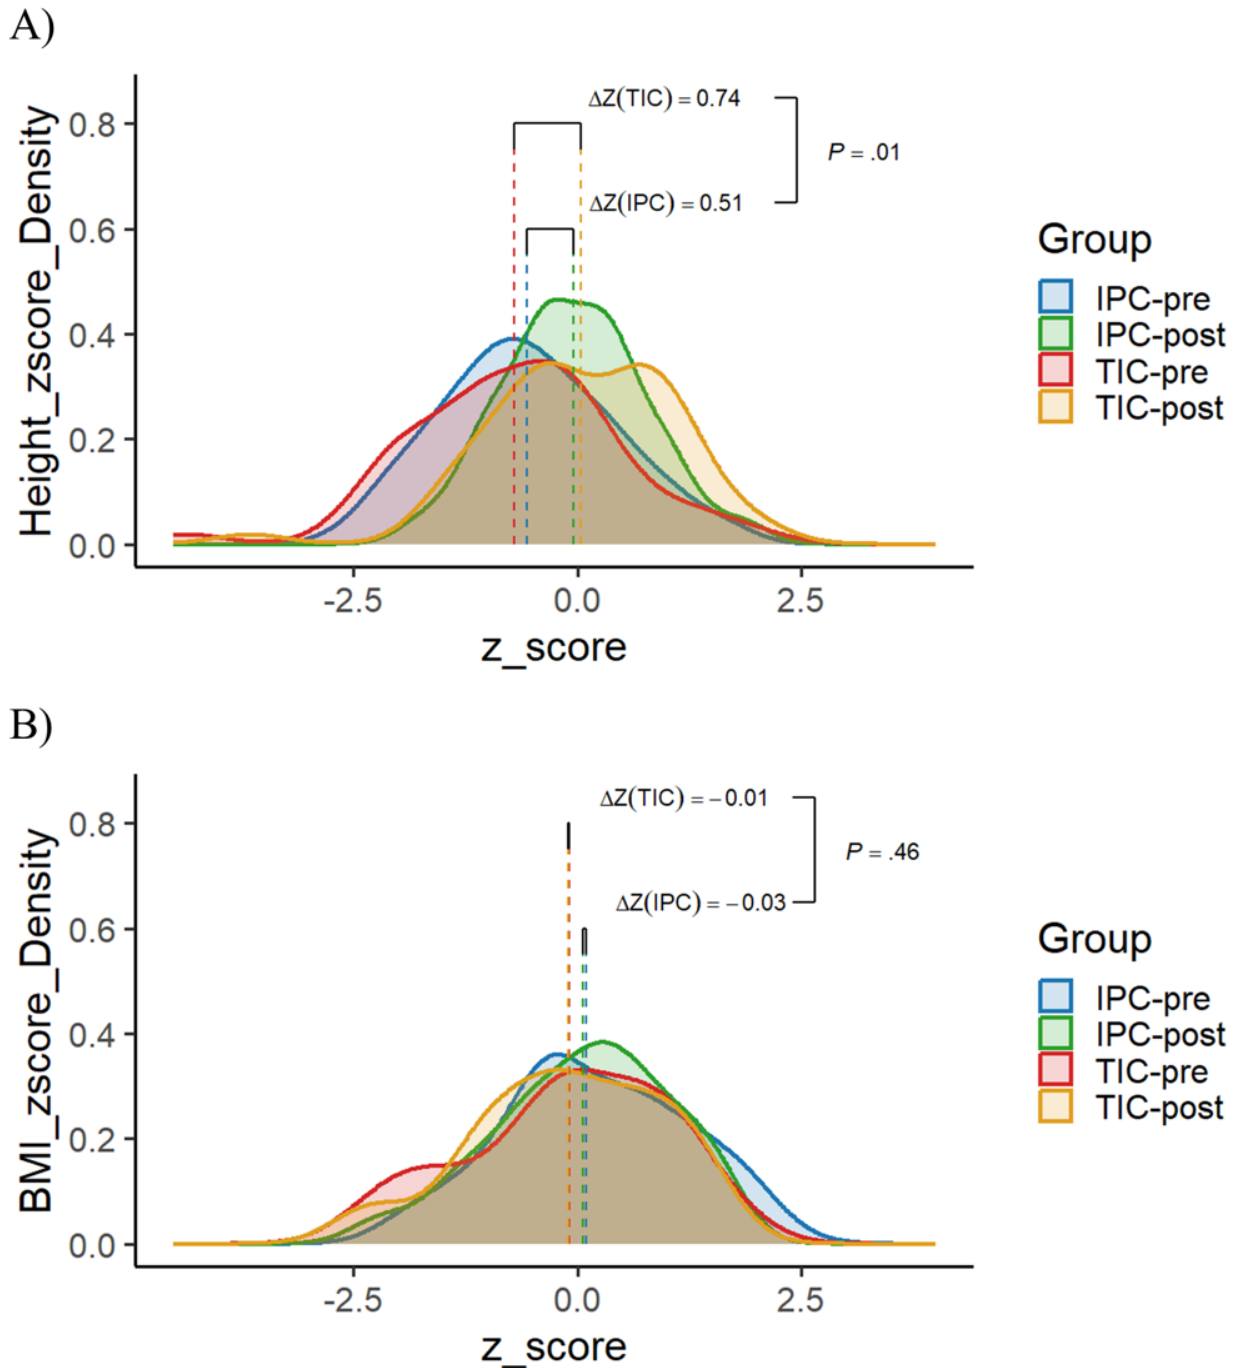 A)
Height_zscore_Density
0.8
0.6
0.4
0.2
0.0
ΔZ(TIC) = 0.74
P = .01
ΔZ(IPC) = 0.51
-2.5
0.0
2.5
z_score
Group
IPC-pre
IPC-post
TIC-pre
TIC-post
B)
BMI_zscore_Density
0.8
0.6
0.4
0.2
0.0
ΔZ(TIC) = −0.01
P = .46
ΔZ(IPC) = −0.03
-2.5
0.0
2.5
z_score
Group
IPC-pre
IPC-post
TIC-pre
TIC-post